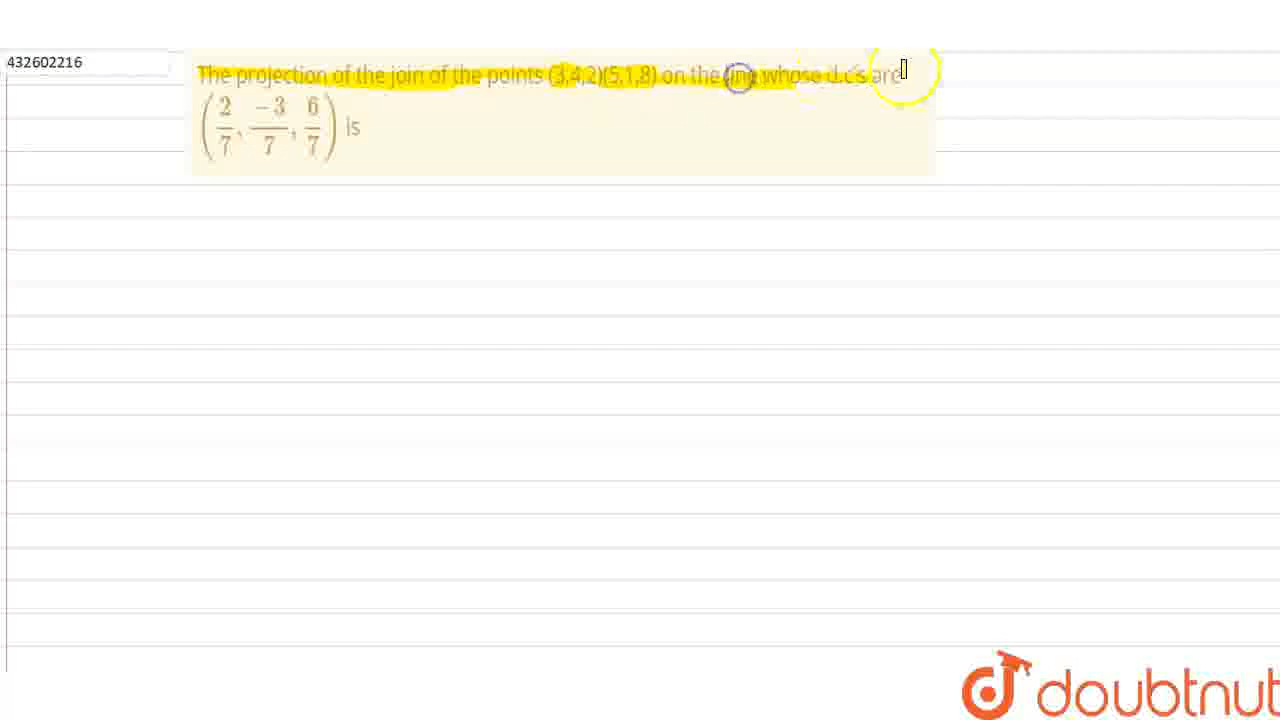 432602216
The projection of the join of the points (3,4,2)(5,1,8) on the line whose d.c's are
(2/7, -3/7, 6/7) is
doubtnut